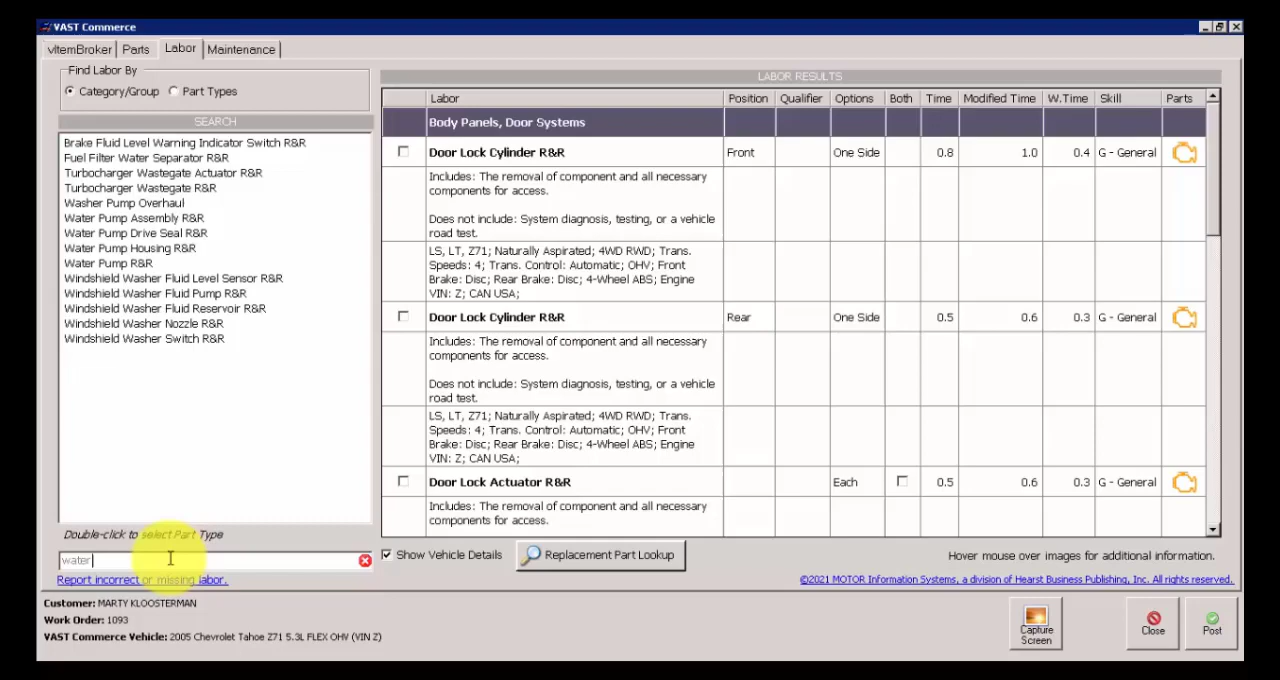 VAST Commerce
vItemBroker Parts Labor Maintenance
Find Labor By
Category/Group Part Types
SEARCH
Brake Fluid Level Warning Indicator Switch R&R
Fuel Filter Water Separator R&R
Turbocharger Wastegate Actuator R&R
Turbocharger Wastegate R&R
Washer Pump Overhaul
Water Pump Assembly R&R
Water Pump Drive Seal R&R
Water Pump Housing R&R
Water Pump R&R
Windshield Washer Fluid Level Sensor R&R
Windshield Washer Fluid Pump R&R
Windshield Washer Fluid Reservoir R&R
Windshield Washer Nozzle R&R
Windshield Washer Switch R&R
Double-click to select Part Type
water
Report incorrect or missing labor.
LABOR RESULTS
Labor Position Qualifier Options Both Time Modified Time W.Time Skill Parts
Body Panels, Door Systems
Door Lock Cylinder R&R Front One Side 0.8 1.0 0.4 G - General
Includes: The removal of component and all necessary
components for access.
Does not include: System diagnosis, testing, or a vehicle
road test.
LS, LT, Z71; Naturally Aspirated; 4WD RWD; Trans.
Speeds: 4; Trans. Control: Automatic; OHV; Front
Brake: Disc; Rear Brake: Disc; 4-Wheel ABS; Engine
VIN: Z; CAN USA;
Door Lock Cylinder R&R Rear One Side 0.5 0.6 0.3 G - General
Includes: The removal of component and all necessary
components for access.
Does not include: System diagnosis, testing, or a vehicle
road test.
LS, LT, Z71; Naturally Aspirated; 4WD RWD; Trans.
Speeds: 4; Trans. Control: Automatic; OHV; Front
Brake: Disc; Rear Brake: Disc; 4-Wheel ABS; Engine
VIN: Z; CAN USA;
Door Lock Actuator R&R Each 0.5 0.6 0.3 G - General
Includes: The removal of component and all necessary
components for access.
Show Vehicle Details Replacement Part Lookup Hover mouse over images for additional information.
©2021 MOTOR Information Systems, a division of Hearst Business Publishing, Inc. All rights reserved.
Customer: MARTY KLOOSTERMAN
Work Order: 1093
VAST Commerce Vehicle: 2005 Chevrolet Tahoe Z71 5.3L FLEX OHV (VIN Z)
Capture
Screen
Close
Post